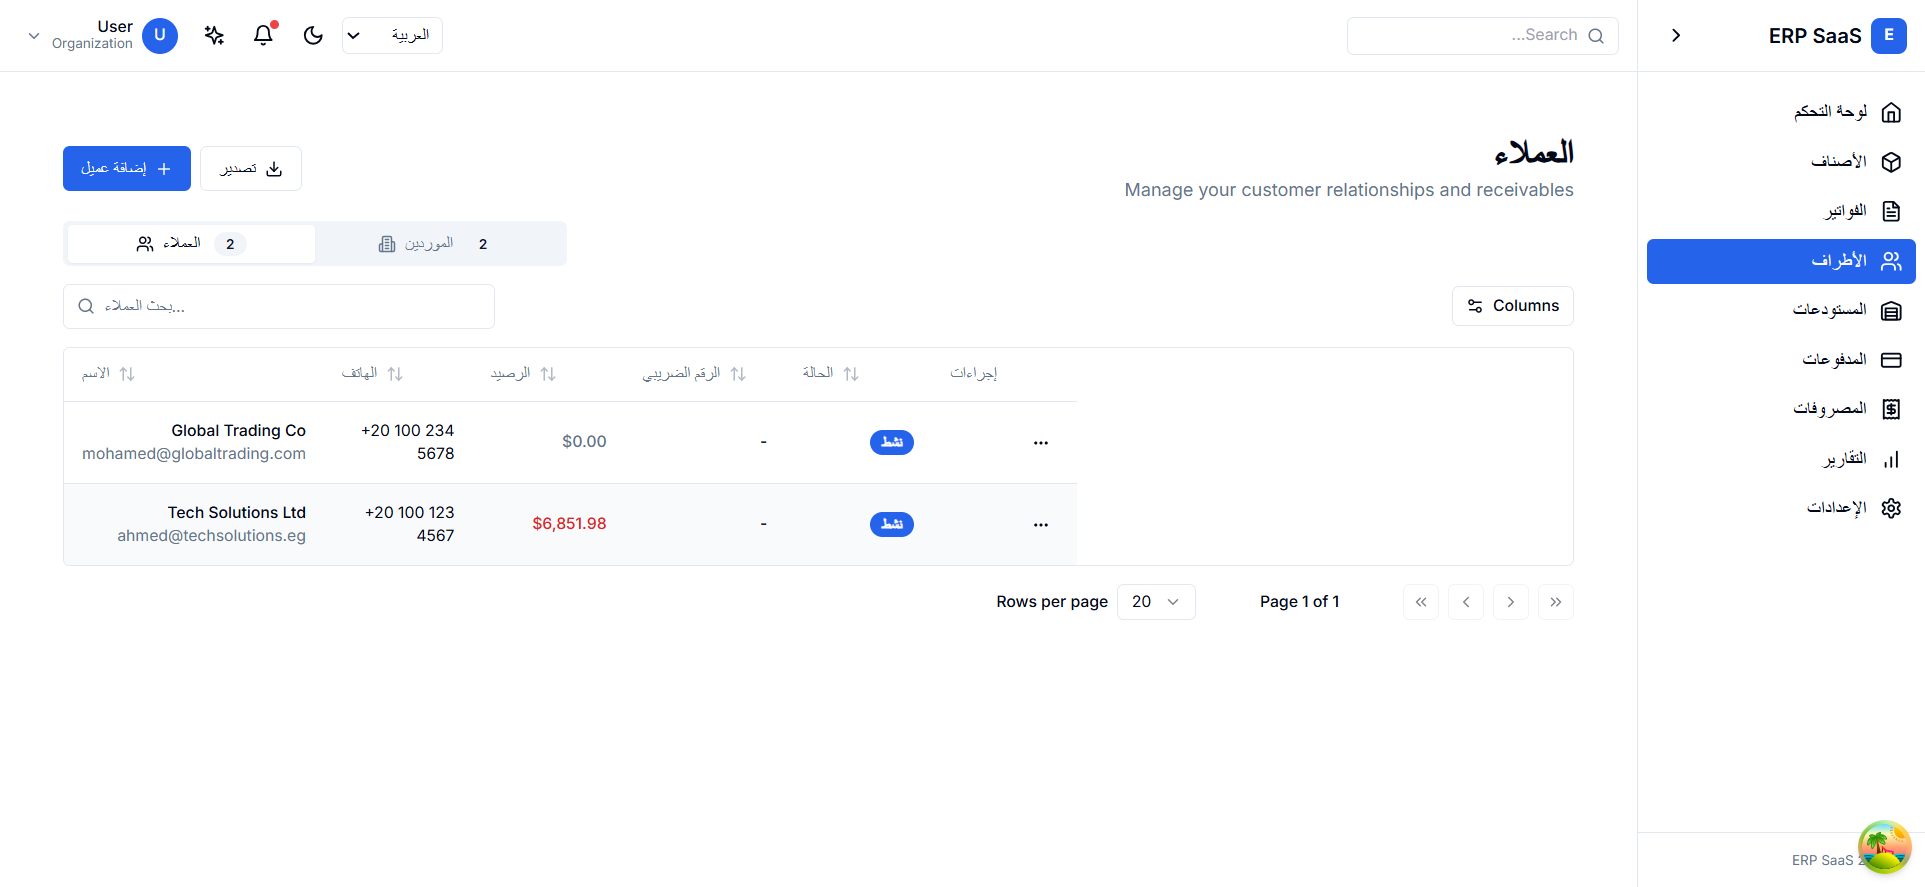 E
ERP SaaS
Search...
العربية
U
User
Organization
لوحة التحكم
الأصناف
الفواتير
الأطراف
المستودعات
المدفوعات
المصروفات
التقارير
الإعدادات
ERP SaaS
العملاء
Manage your customer relationships and receivables
تصدير
إضافة عميل
العملاء 2
الموردين 2
بحث العملاء...
Columns
الاسم الهاتف الرصيد الرقم الضريبي الحالة إجراءات
Global Trading Co +20 100 234 $0.00 - نشط ...
mohamed@globaltrading.com 5678
Tech Solutions Ltd +20 100 123 $6,851.98 - نشط ...
ahmed@techsolutions.eg 4567
Rows per page 20 Page 1 of 1